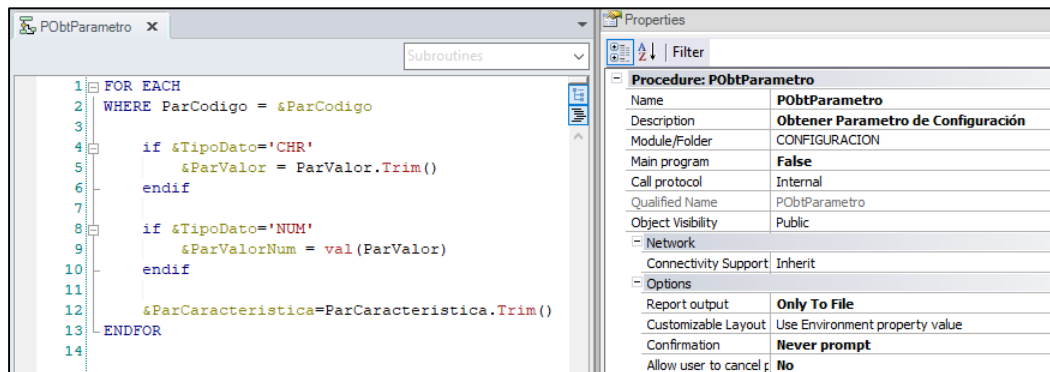 PObtParametro x
Subroutines
1 FOR EACH
2 WHERE ParCodigo = &ParCodigo
3
4 if &TipoDato='CHR'
5 &ParValor = ParValor.Trim()
6 endif
7
8 if &TipoDato='NUM'
9 &ParValorNum = val(ParValor)
10 endif
11
12 &ParCaracteristica=ParCaracteristica.Trim()
13 ENDFOR
14
Properties
Filter
Procedure: PObtParametro
Name PObtParametro
Description Obtener Parametro de Configuración
Module/Folder CONFIGURACION
Main program False
Call protocol Internal
Qualified Name PObtParametro
Object Visibility Public
Network
Connectivity Support Inherit
Options
Report output Only To File
Customizable Layout Use Environment property value
Confirmation Never prompt
Allow user to cancel p No